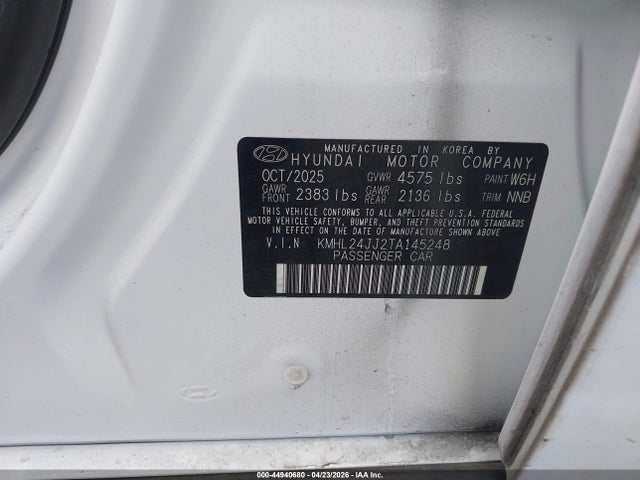 MANUFACTURED IN KOREA BY
HYUNDAI MOTOR COMPANY
OCT/2025 GVWR 4575 lbs PAINT W6H
GAWR FRONT 2383 lbs GAWR REAR 2136 lbs TRIM NNB
THIS VEHICLE CONFORMS TO ALL APPLICABLE U.S.A. FEDERAL
MOTOR VEHICLE SAFETY, BUMPER, AND THEFT PREVENTION
STANDARDS IN EFFECT ON THE DATE OF MANUFACTURE SHOWN ABOVE
V.I.N KMHL24JJ2TA145248
PASSENGER CAR
000-44940680 - 04/23/2026 - IAA Inc.